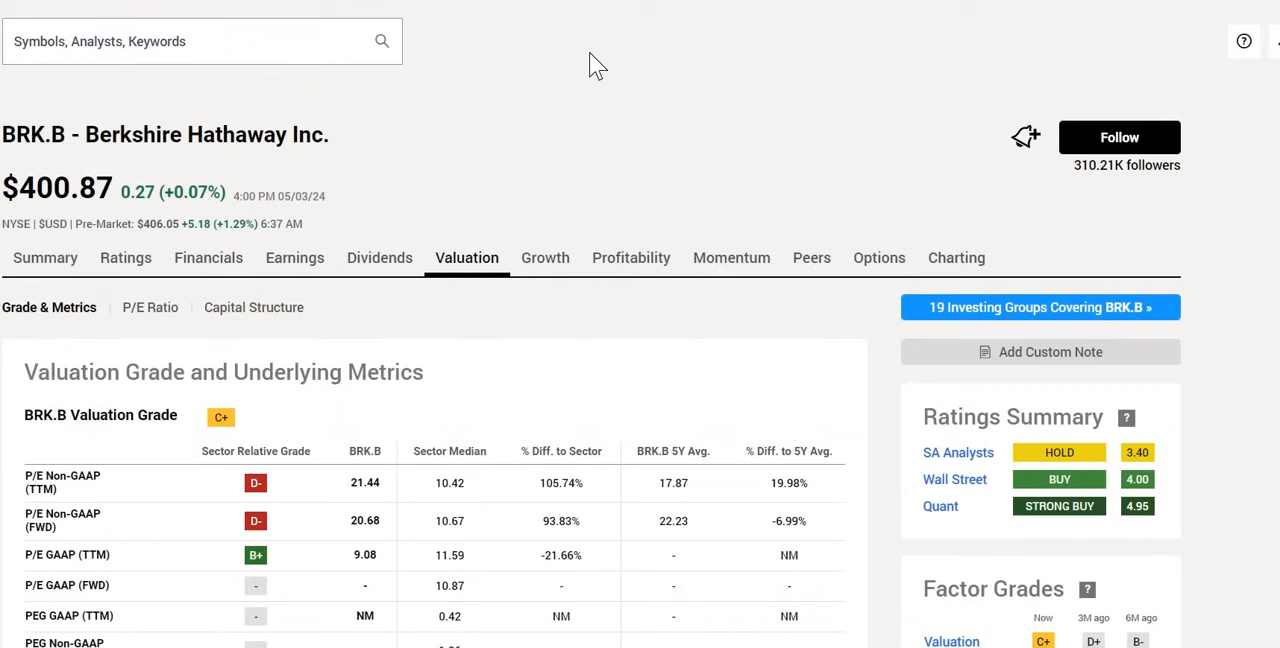 Symbols, Analysts, Keywords
BRK.B - Berkshire Hathaway Inc.
Follow
310.21K followers
$400.87 0.27 (+0.07%) 4:00 PM 05/03/24
NYSE | $USD | Pre-Market: $406.05 +5.18 (+1.29%) 6:37 AM
Summary Ratings Financials Earnings Dividends Valuation Growth Profitability Momentum Peers Options Charting
Grade & Metrics | P/E Ratio | Capital Structure
19 Investing Groups Covering BRK.B »
Add Custom Note
Valuation Grade and Underlying Metrics
BRK.B Valuation Grade C+
Sector Relative Grade BRK.B Sector Median % Diff. to Sector BRK.B 5Y Avg. % Diff. to 5Y Avg.
P/E Non-GAAP
(TTM) D- 21.44 10.42 105.74% 17.87 19.98%
P/E Non-GAAP
(FWD) D- 20.68 10.67 93.83% 22.23 -6.99%
P/E GAAP (TTM) B+ 9.08 11.59 -21.66% - NM
P/E GAAP (FWD) - - 10.87 - - -
PEG GAAP (TTM) - NM 0.42 NM - NM
PEG Non-GAAP
Ratings Summary ?
SA Analysts HOLD 3.40
Wall Street BUY 4.00
Quant STRONG BUY 4.95
Factor Grades ?
Now 3M ago 6M ago
Valuation C+ D+ B-